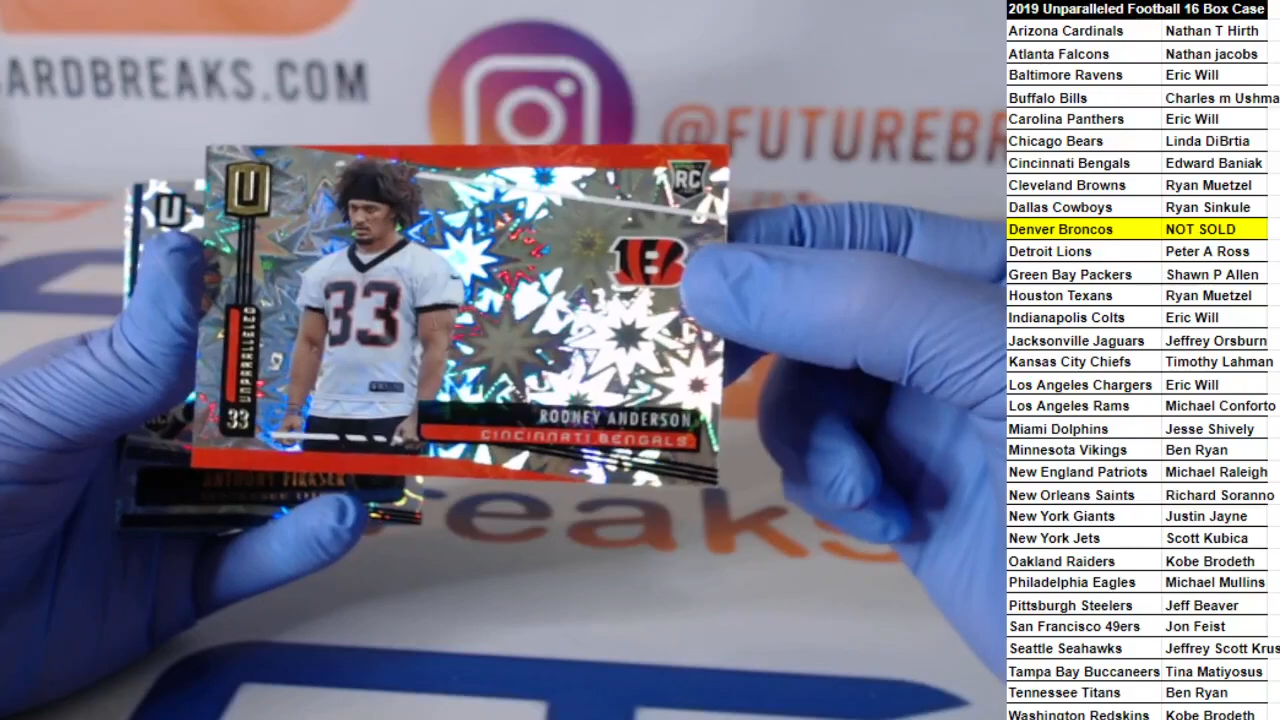 ARDBREAKS.COM
@FUTUREBR
U
U
RC
33
UNPARALLELED
33
RODNEY ANDERSON
CINCINNATI BENGALS
ANTHONY FIRKSER
reaks
2019 Unparalleled Football 16 Box Case
Arizona Cardinals Nathan T Hirth
Atlanta Falcons Nathan jacobs
Baltimore Ravens Eric Will
Buffalo Bills Charles m Ushma
Carolina Panthers Eric Will
Chicago Bears Linda DiBrtia
Cincinnati Bengals Edward Baniak
Cleveland Browns Ryan Muetzel
Dallas Cowboys Ryan Sinkule
Denver Broncos NOT SOLD
Detroit Lions Peter A Ross
Green Bay Packers Shawn P Allen
Houston Texans Ryan Muetzel
Indianapolis Colts Eric Will
Jacksonville Jaguars Jeffrey Orsburn
Kansas City Chiefs Timothy Lahman
Los Angeles Chargers Eric Will
Los Angeles Rams Michael Conforto
Miami Dolphins Jesse Shively
Minnesota Vikings Ben Ryan
New England Patriots Michael Raleigh
New Orleans Saints Richard Soranno
New York Giants Justin Jayne
New York Jets Scott Kubica
Oakland Raiders Kobe Brodeth
Philadelphia Eagles Michael Mullins
Pittsburgh Steelers Jeff Beaver
San Francisco 49ers Jon Feist
Seattle Seahawks Jeffrey Scott Krus
Tampa Bay Buccaneers Tina Matiyosus
Tennessee Titans Ben Ryan
Washington Redskins Kobe Brodeth